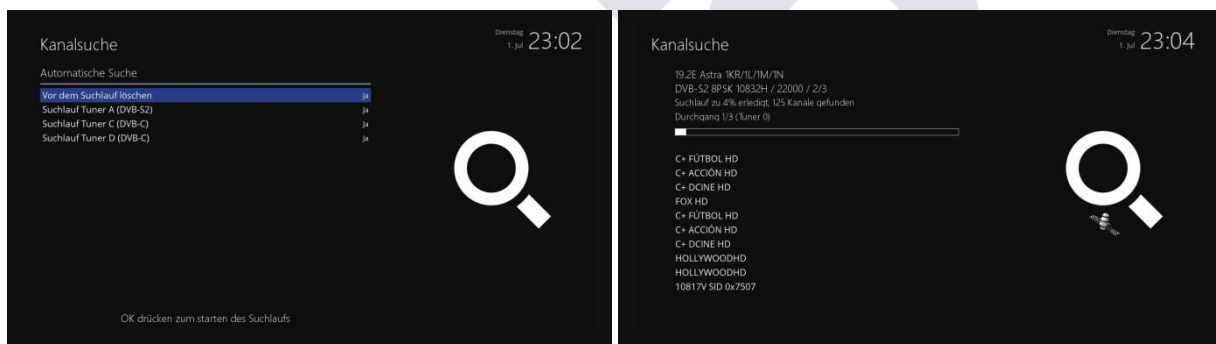 Kanalsuche
Dienstag
1. Jul 23:02
Automatische Suche
Vor dem Suchlauf löschen Ja
Suchlauf Tuner A (DVB-S2) Ja
Suchlauf Tuner C (DVB-C) Ja
Suchlauf Tuner D (DVB-C) Ja
OK drücken zum starten des Suchlaufs
Kanalsuche
Dienstag
1. Jul 23:04
19.2E Astra 1KR/1L/1M/1N
DVB-S2 8PSK 10832H / 22000 / 2/3
Suchlauf zu 4% erledigt, 125 Kanäle gefunden
Durchgang 1/3 (Tuner 0)
C+ FÚTBOL HD
C+ ACCIÓN HD
C+ DCINE HD
FOX HD
C+ FÚTBOL HD
C+ ACCIÓN HD
C+ DCINE HD
HOLLYWOODHD
HOLLYWOODHD
10817V SID 0x7507